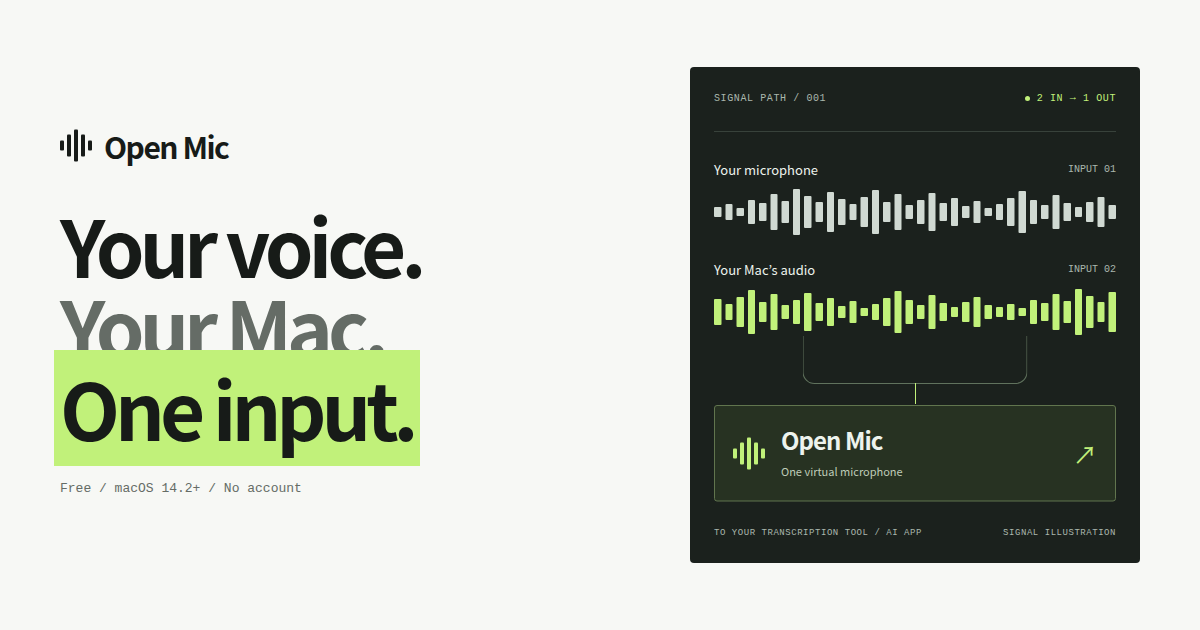 Open Mic
Your voice.
Your Mac.
One input.
Free / macOS 14.2+ / No account
SIGNAL PATH / 001
2 IN → 1 OUT
Your microphone
INPUT 01
Your Mac’s audio
INPUT 02
Open Mic
One virtual microphone
TO YOUR TRANSCRIPTION TOOL / AI APP
SIGNAL ILLUSTRATION